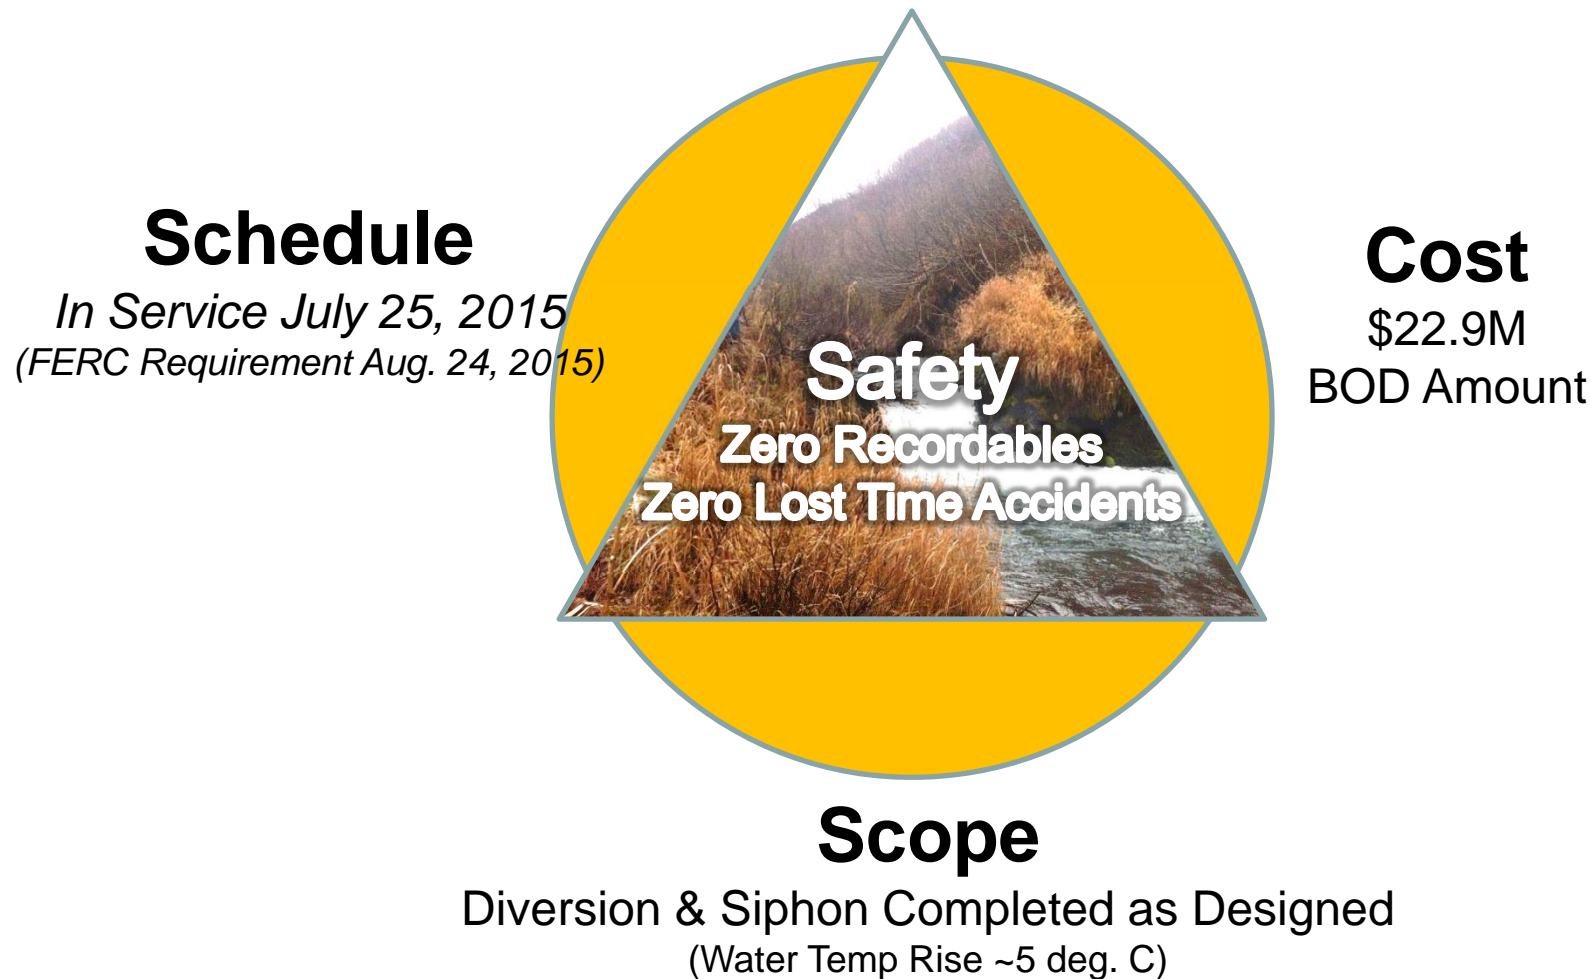 Schedule
In Service July 25, 2015
(FERC Requirement Aug. 24, 2015)
Cost
$22.9M
BOD Amount
Safety
Zero Recordables
Zero Lost Time Accidents
Scope
Diversion & Siphon Completed as Designed
(Water Temp Rise ~5 deg. C)